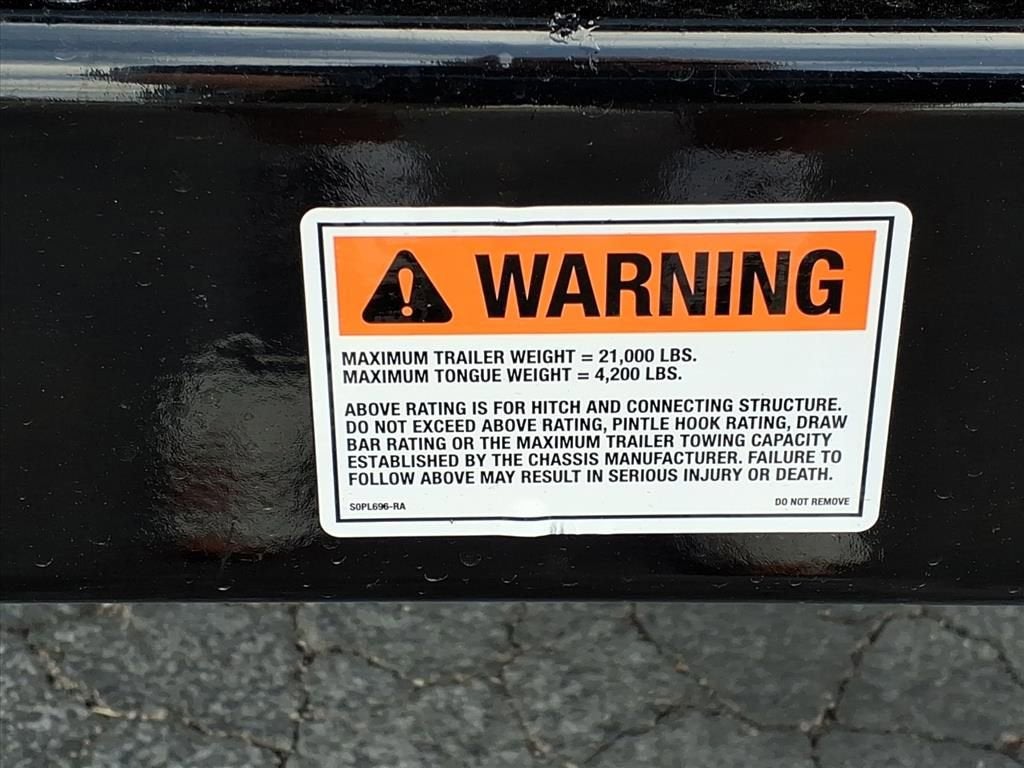 WARNING
MAXIMUM TRAILER WEIGHT = 21,000 LBS.
MAXIMUM TONGUE WEIGHT = 4,200 LBS.
ABOVE RATING IS FOR HITCH AND CONNECTING STRUCTURE.
DO NOT EXCEED ABOVE RATING, PINTLE HOOK RATING, DRAW
BAR RATING OR THE MAXIMUM TRAILER TOWING CAPACITY
ESTABLISHED BY THE CHASSIS MANUFACTURER. FAILURE TO
FOLLOW ABOVE MAY RESULT IN SERIOUS INJURY OR DEATH.
S0PL696-RA DO NOT REMOVE